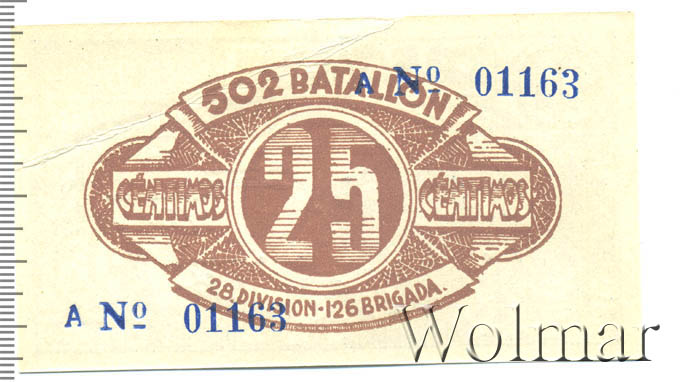 502 BATALLON
A Nº 01163
CÉNTIMOS 25 CÉNTIMOS
28. DIVISION - 126 BRIGADA.
A Nº 01163
Wolmar